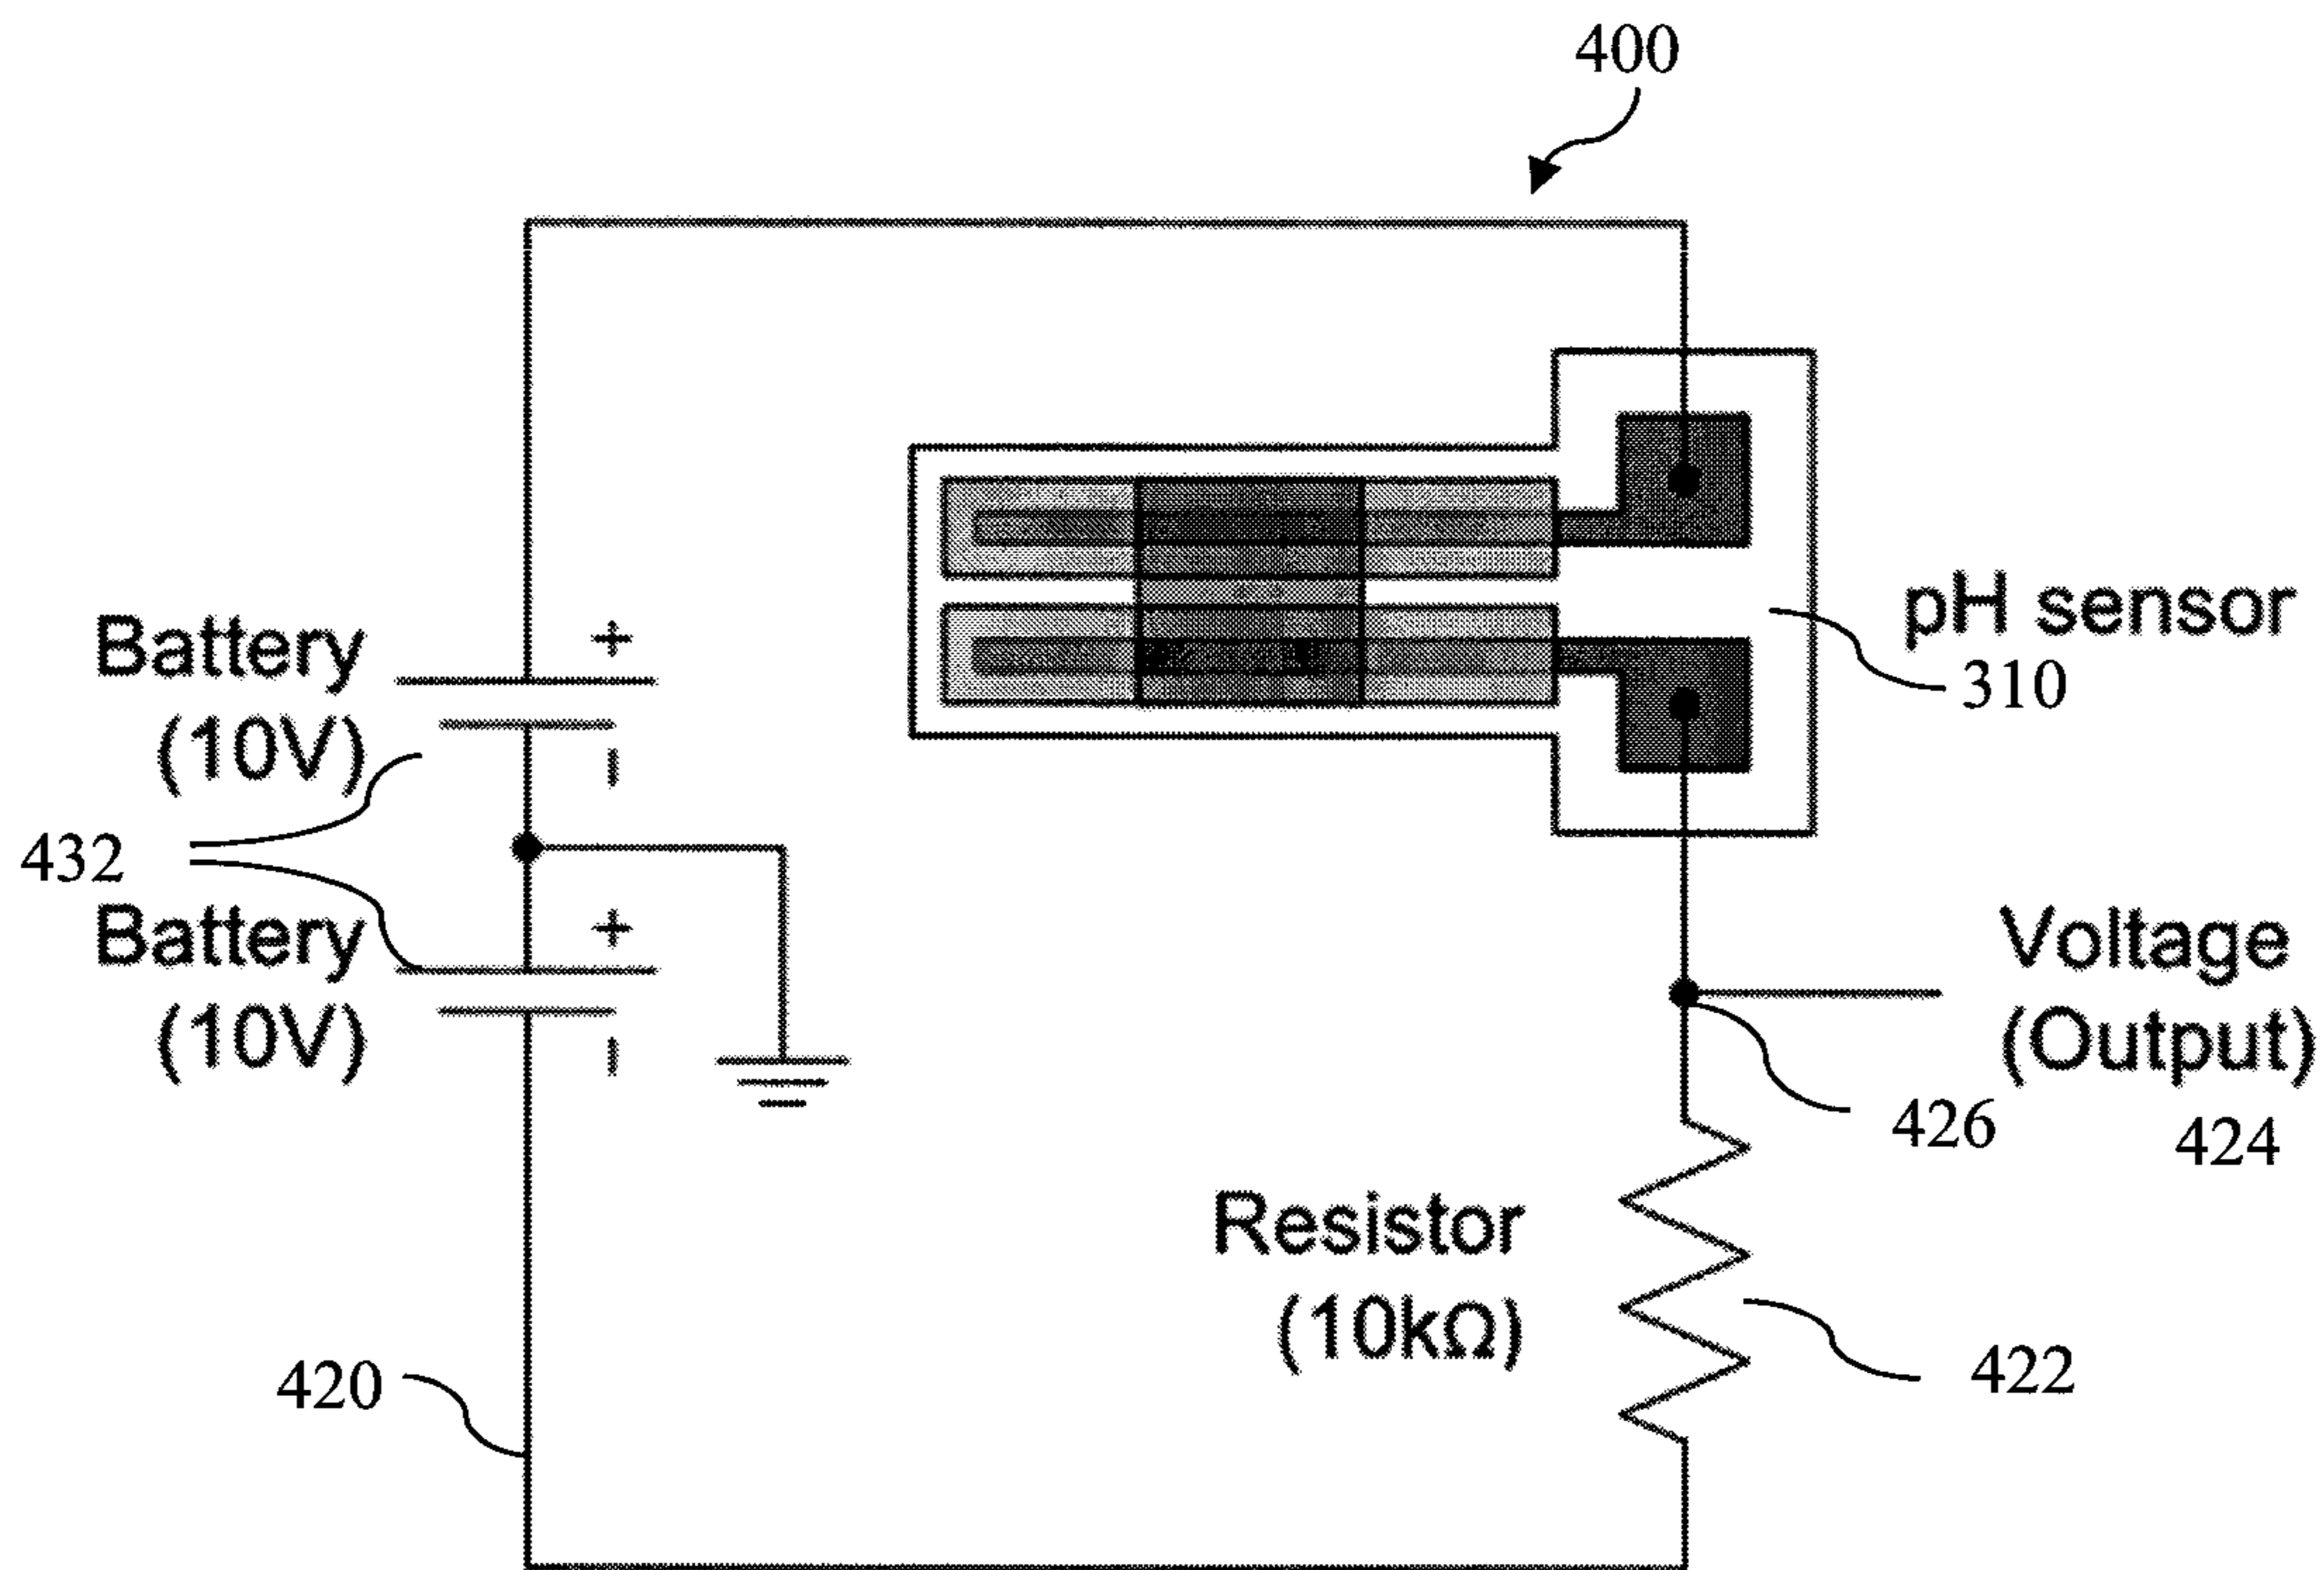 400
Battery
(10V)
+
−
pH sensor
310
432
Battery
(10V)
+
−
Voltage
(Output)
426
424
Resistor
(10kΩ)
420
422